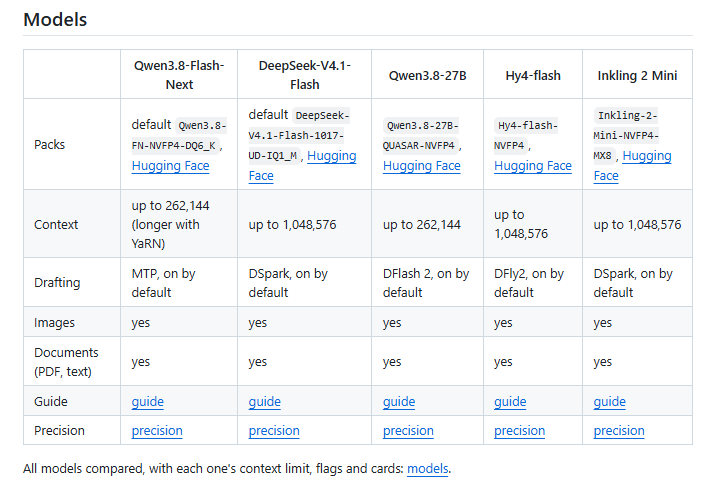 Models
Qwen3.8-Flash-Next
DeepSeek-V4.1-Flash
Qwen3.8-27B
Hy4-flash
Inkling 2 Mini
Packs
default Qwen3.8-
FN-NVFP4-DQ6_K ,
Hugging Face
default DeepSeek-
V4.1-Flash-1017-
UD-IQ1_M , Hugging
Face
Qwen3.8-27B-
QUASAR-NVFP4 ,
Hugging Face
Hy4-flash-
NVFP4 ,
Hugging Face
Inkling-2-
Mini-NVFP4-
MX8 , Hugging
Face
Context
up to 262,144
(longer with
YaRN)
up to 1,048,576
up to 262,144
up to
1,048,576
up to 1,048,576
Drafting
MTP, on by
default
DSpark, on by
default
DFlash 2, on by
default
DFly2, on by
default
DSpark, on by
default
Images
yes
yes
yes
yes
yes
Documents
(PDF, text)
yes
yes
yes
yes
yes
Guide
guide
guide
guide
guide
guide
Precision
precision
precision
precision
precision
precision
All models compared, with each one's context limit, flags and cards: models.